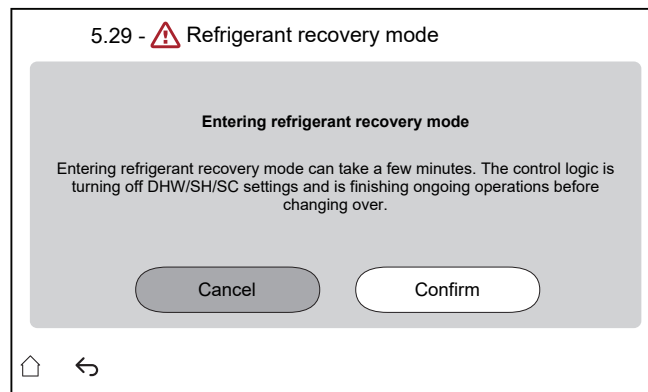 5.29 - Refrigerant recovery mode
Entering refrigerant recovery mode
Entering refrigerant recovery mode can take a few minutes. The control logic is
turning off DHW/SH/SC settings and is finishing ongoing operations before
changing over.
Cancel
Confirm